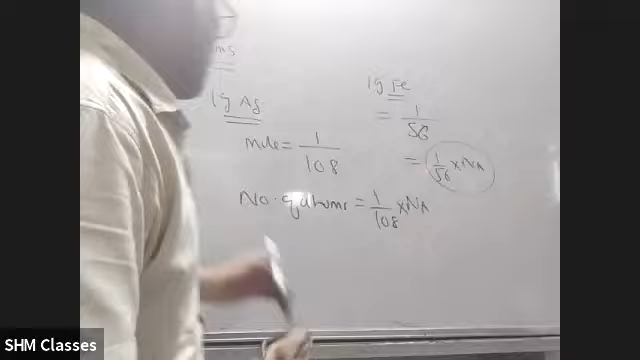 ms
1g Ag
mole = 1/108
No. of atoms = 1/108 x NA
1g Fe
= 1/56
= 1/56 x NA
SHM Classes